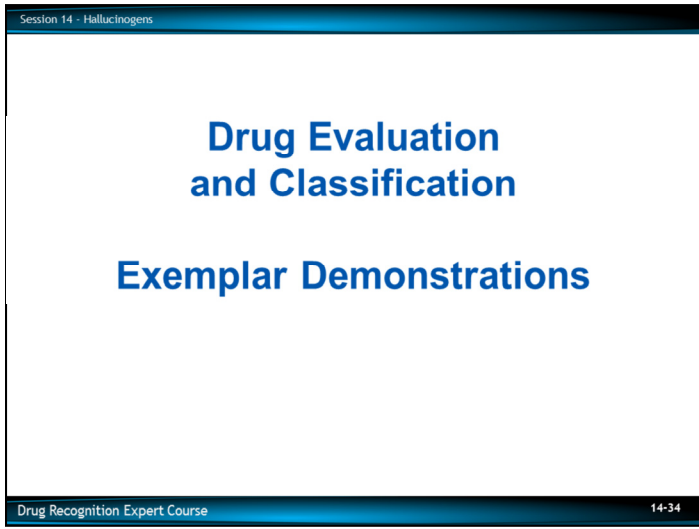 Session 14 - Hallucinogens
Drug Evaluation
and Classification
Exemplar Demonstrations
Drug Recognition Expert Course
14-34